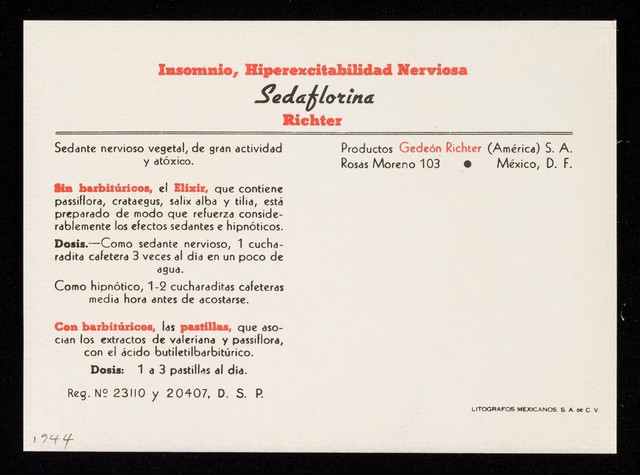 Insomnio, Hiperexcitabilidad Nerviosa
Sedaflorina
Richter
Sedante nervioso vegetal, de gran actividad
y atóxico.
Sin barbitúricos, el Elixir, que contiene
passiflora, crataegus, salix alba y tilia, está
preparado de modo que refuerza conside-
rablemente los efectos sedantes e hipnóticos.
Dosis.—Como sedante nervioso, 1 cucha-
radita cafetera 3 veces al día en un poco de
agua.
Como hipnótico, 1-2 cucharaditas cafeteras
media hora antes de acostarse.
Con barbitúricos, las pastillas, que aso-
cian los extractos de valeriana y passiflora,
con el ácido butiletilbarbitúrico.
Dosis: 1 a 3 pastillas al día.
Reg. Nº 23110 y 20407, D. S. P.
Productos Gedeón Richter (América) S. A.
Rosas Moreno 103 ● México, D. F.
LITOGRAFOS MEXICANOS, S. A. DE C. V.
1944